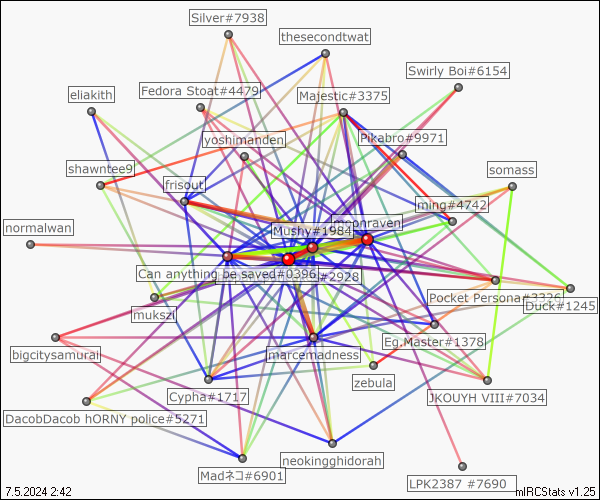 Silver#7938
thesecondtwat
Swirly Boi#6154
eliakith
Fedora Stoat#4479
Majestic#3375
yoshimanden
Pikabro#9971
shawntee9
somass
frisout
ming#4742
Mushy#1984
moonraven
normalwan
Can anything be saved#0396
#2928
Pocket Persona#3326
Duck#1245
mukszi
Eg.Master#1378
bigcitysamurai
marcemadness
zebula
Cypha#1717
JKOUYH VIII#7034
DacobDacob hORNY police#5271
neokingghidorah
Madネコ#6901
LPK2387 #7690
7.5.2024 2:42
mIRCStats v1.25